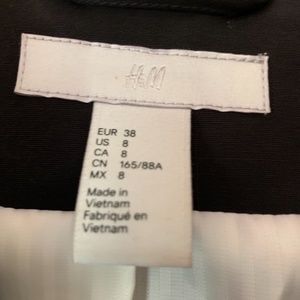 H&M
EUR 38
US 8
CA 8
CN 165/88A
MX 8
Made in
Vietnam
Fabriqué en
Vietnam